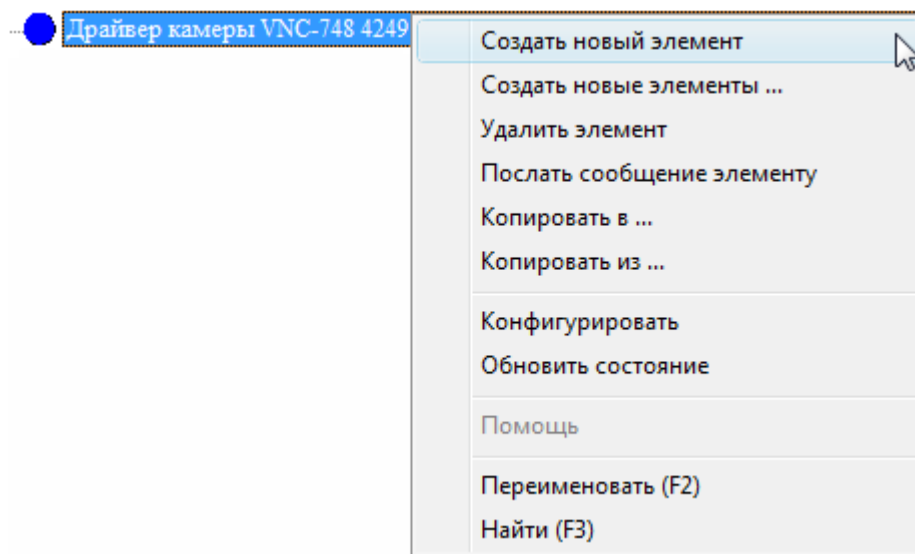 Драйвер камеры VNC-748 4249
Создать новый элемент
Создать новые элементы ...
Удалить элемент
Послать сообщение элементу
Копировать в ...
Копировать из ...
Конфигурировать
Обновить состояние
Помощь
Переименовать (F2)
Найти (F3)